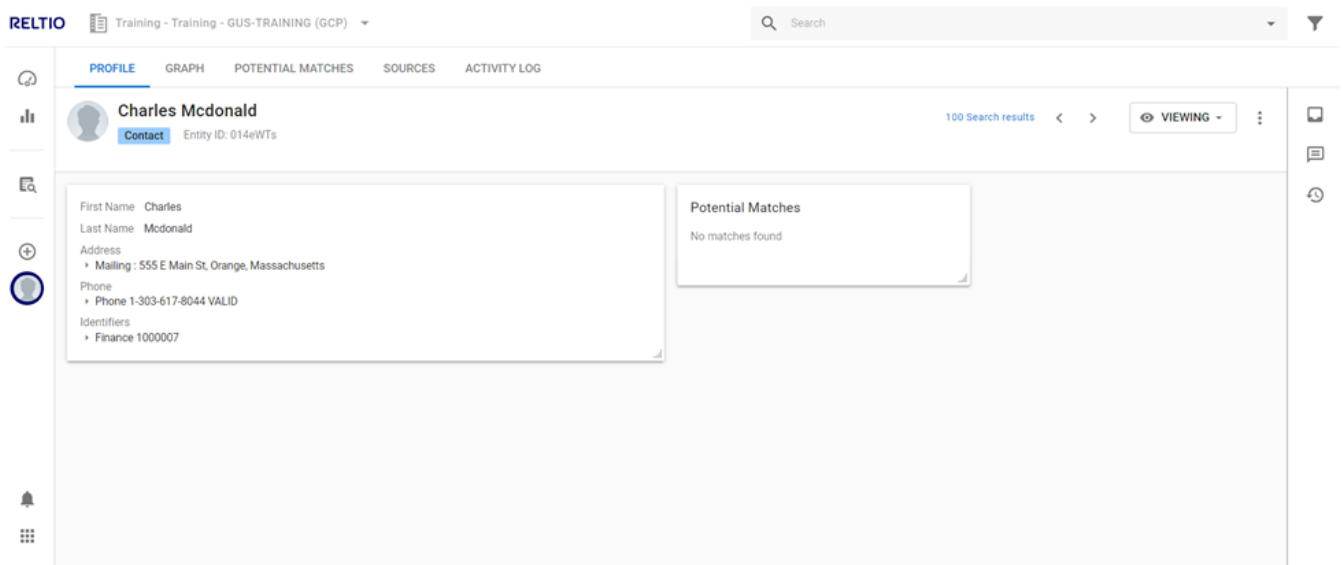 RELTIO
Training - Training - GUS-TRAINING (GCP)
Search
PROFILE GRAPH POTENTIAL MATCHES SOURCES ACTIVITY LOG
Charles Mcdonald
Contact Entity ID: 014eWTs
100 Search results
VIEWING
First Name Charles
Last Name Mcdonald
Address
Mailing : 555 E Main St, Orange, Massachusetts
Phone
Phone 1-303-617-8044 VALID
Identifiers
Finance 1000007
Potential Matches
No matches found